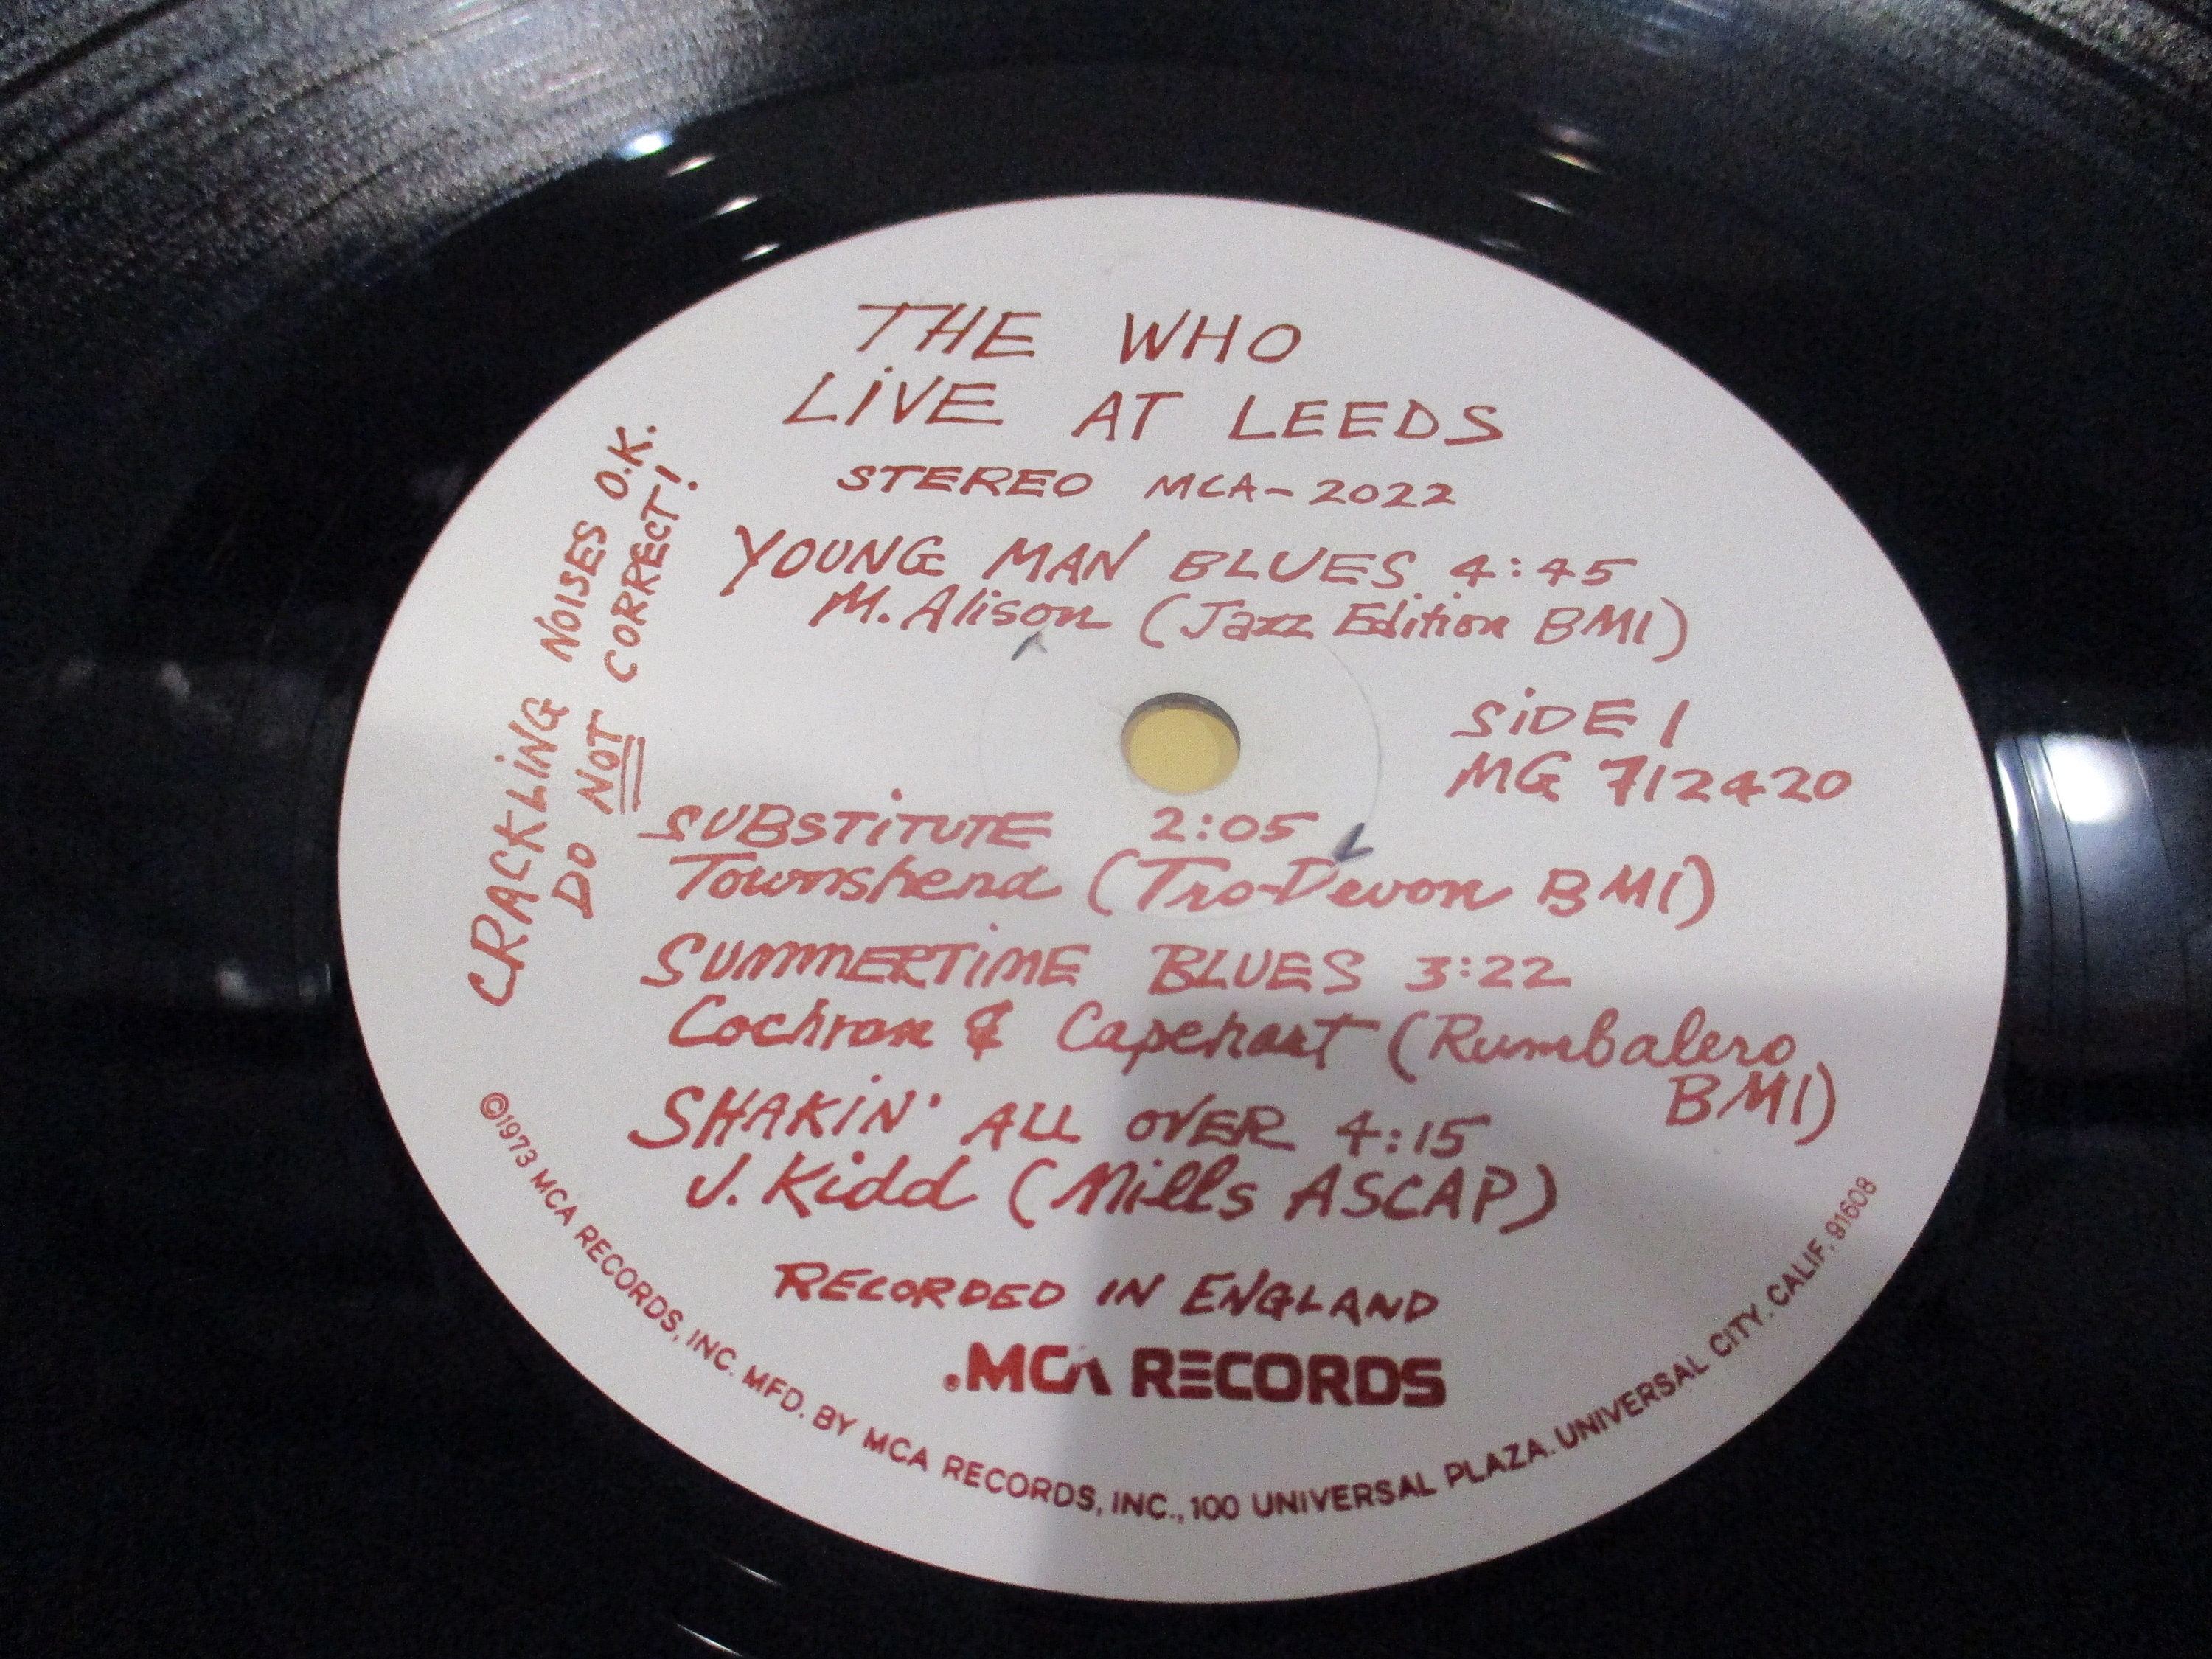 THE WHO
LiVE AT LEEDS
STEREO MCA-2022
YOUNG MAN BLUES 4:45
M. Alison (Jazz Edition BMI)
CRACKLiNG NOISES O.K.
DO NOT CORRECT!
SiDE 1
MG 712420
SUBSTiTUTE 2:05
Townshend (Tro-Devon BMI)
SUMMERTiME BLUES 3:22
Cochran & Capehart (Rumbalero
BMI)
SHAKiN' ALL OVER 4:15
J. Kidd (Mills ASCAP)
RECORDED IN ENGLAND
®MCA RECORDS
©1973 MCA RECORDS, INC. MFD. BY MCA RECORDS, INC., 100 UNIVERSAL PLAZA. UNIVERSAL CITY. CALIF. 91608